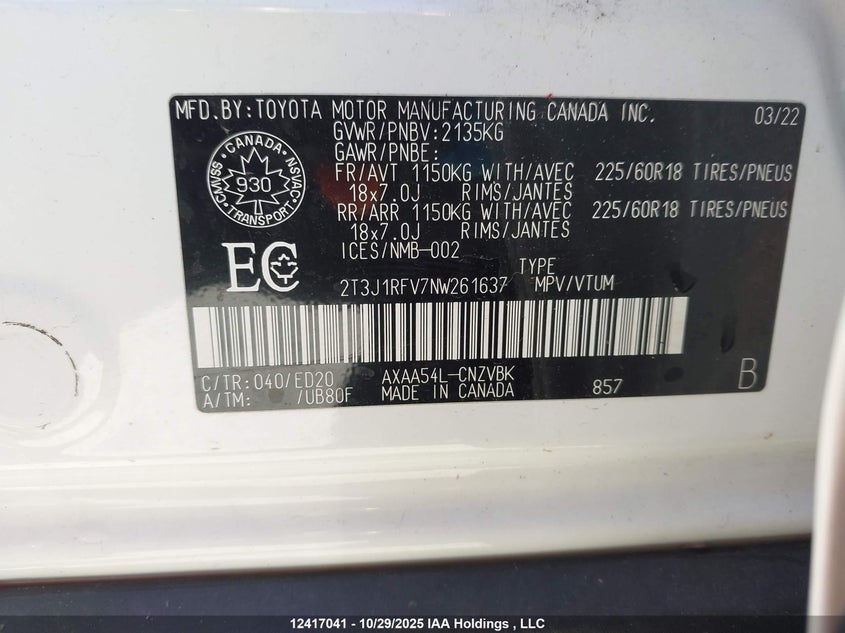 MFD.BY:TOYOTA MOTOR MANUFACTURING CANADA INC. 03/22
GVWR/PNBV:2135KG
GAWR/PNBE:
FR/AVT 1150KG WITH/AVEC 225/60R18 TIRES/PNEUS
18x7.0J RIMS/JANTES
RR/ARR 1150KG WITH/AVEC 225/60R18 TIRES/PNEUS
18x7.0J RIMS/JANTES
ICES/NMB-002
CANADA
CMVSS 930 NSVAC
TRANSPORT
EC
TYPE
2T3J1RFV7NW261637 MPV/VTUM
C/TR:040/ED20 AXAA54L-CNZVBK
A/TM: /UB80F MADE IN CANADA 857 B
12417041 - 10/29/2025 IAA Holdings , LLC